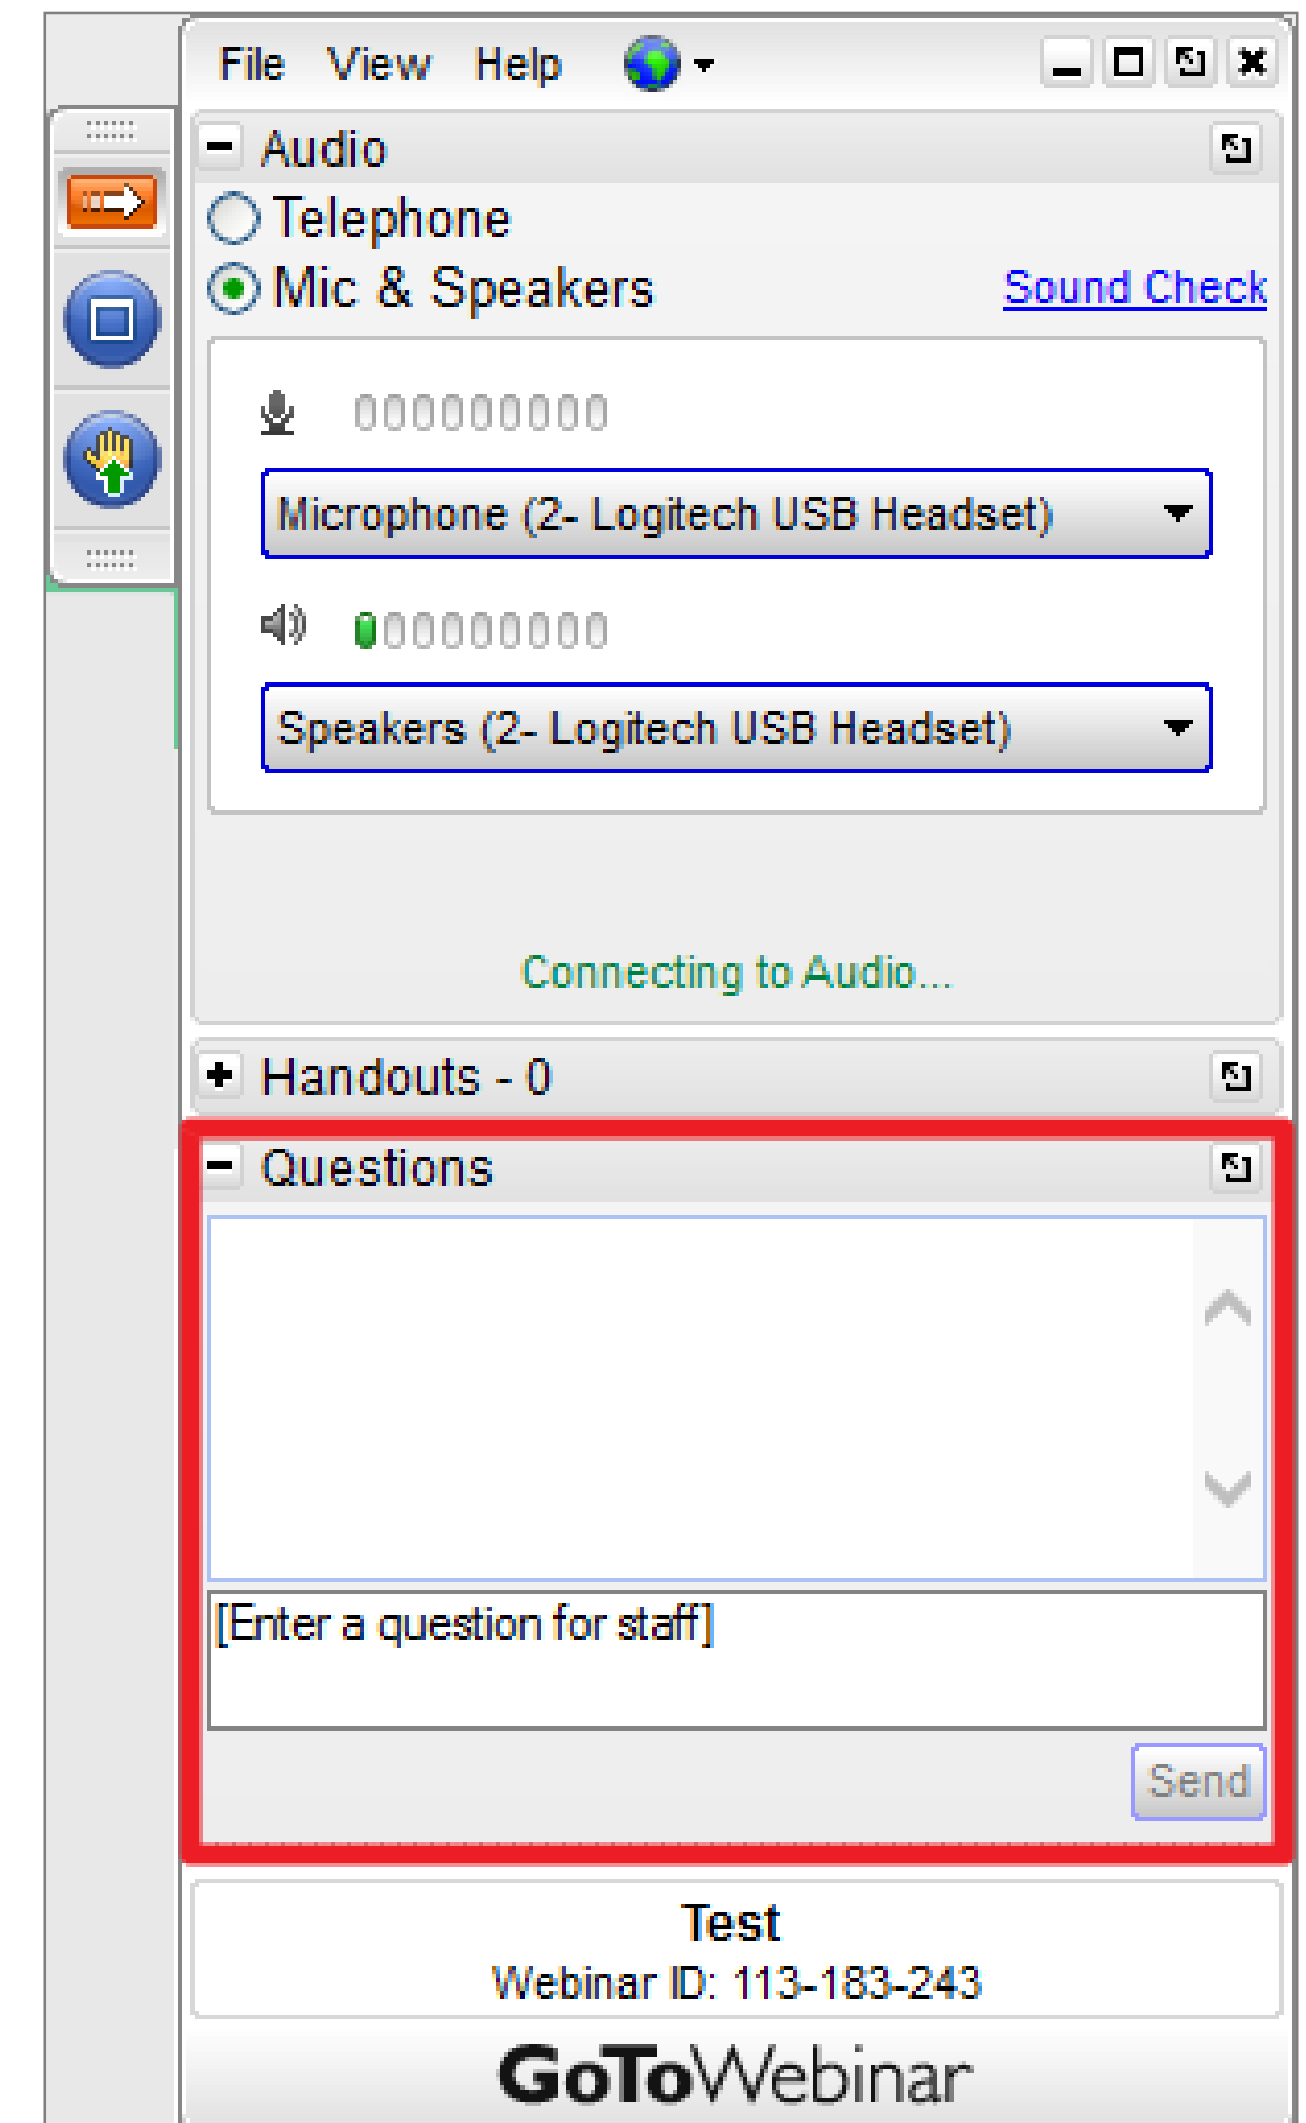 File View Help
Audio
Telephone
Mic & Speakers Sound Check
Microphone (2- Logitech USB Headset)
Speakers (2- Logitech USB Headset)
Connecting to Audio...
Handouts - 0
Questions
[Enter a question for staff]
Send
Test
Webinar ID: 113-183-243
GoToWebinar